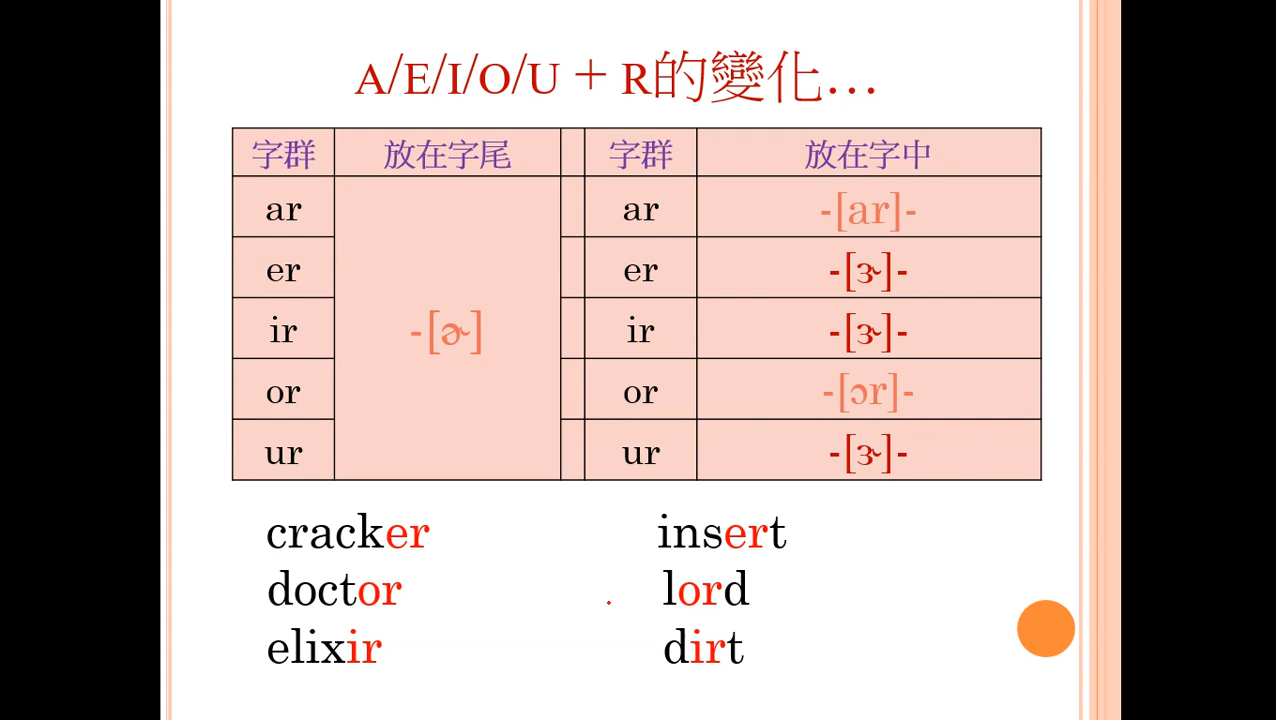 A/E/I/O/U + R的變化…
字群 放在字尾 字群 放在字中
ar ar -[ar]-
er er -[ɝ]-
ir -[ɚ] ir -[ɝ]-
or or -[ɔr]-
ur ur -[ɝ]-
cracker insert
doctor lord
elixir dirt